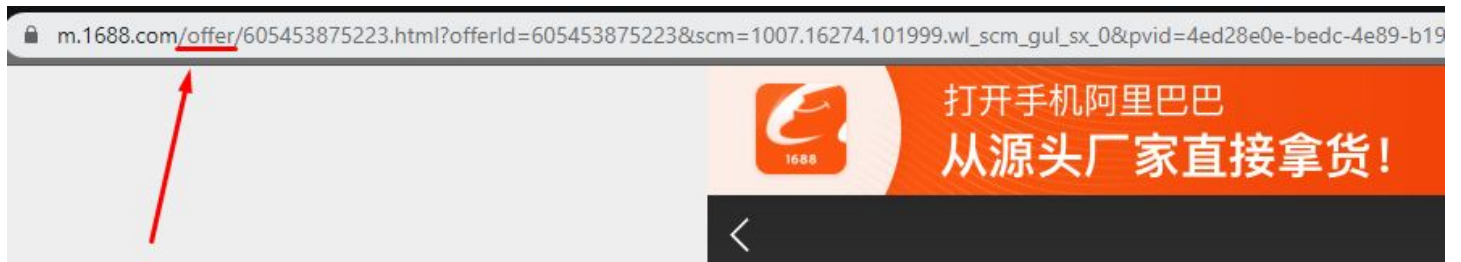 m.1688.com/offer/605453875223.html?offerId=605453875223&scm=1007.16274.101999.wl_scm_gul_sx_0&pvid=4ed28e0e-bedc-4e89-b19
打开手机阿里巴巴
从源头厂家直接拿货!
1688